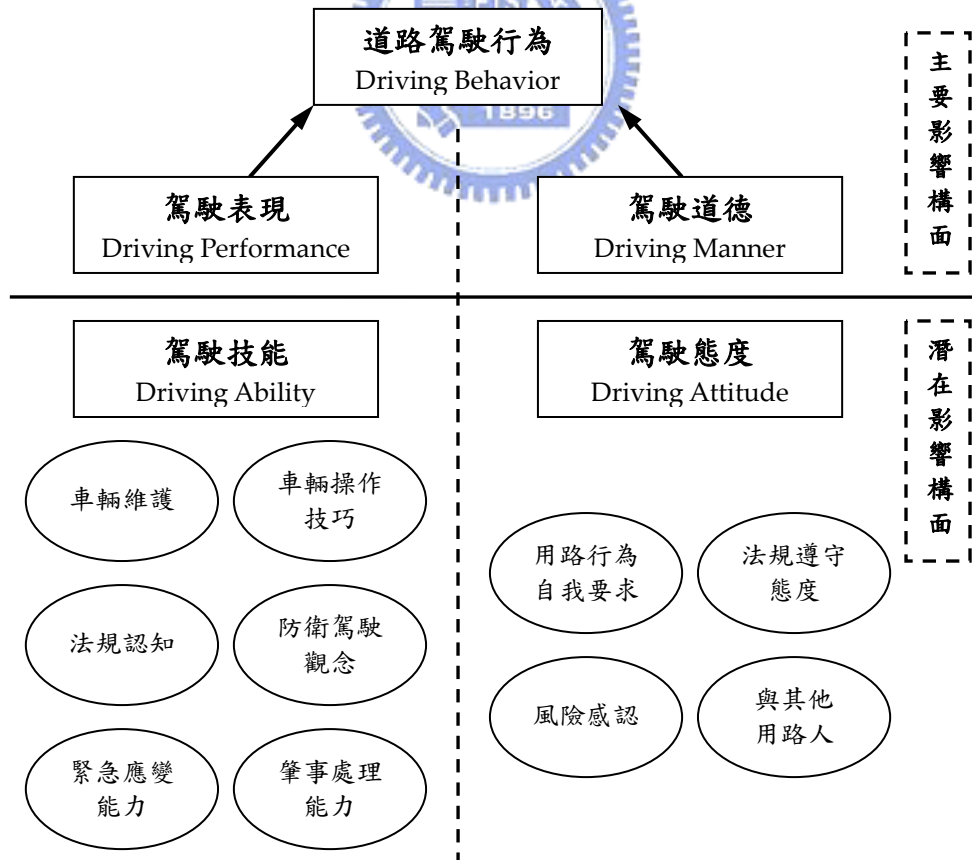 道路駕駛行為
Driving Behavior
1896
駕駛表現
Driving Performance
駕駛道德
Driving Manner
主要影響構面
駕駛技能
Driving Ability
駕駛態度
Driving Attitude
潛在影響構面
車輛維護
車輛操作
技巧
法規認知
防衛駕駛
觀念
緊急應變
能力
肇事處理
能力
用路行為
自我要求
法規遵守
態度
風險感認
與其他
用路人